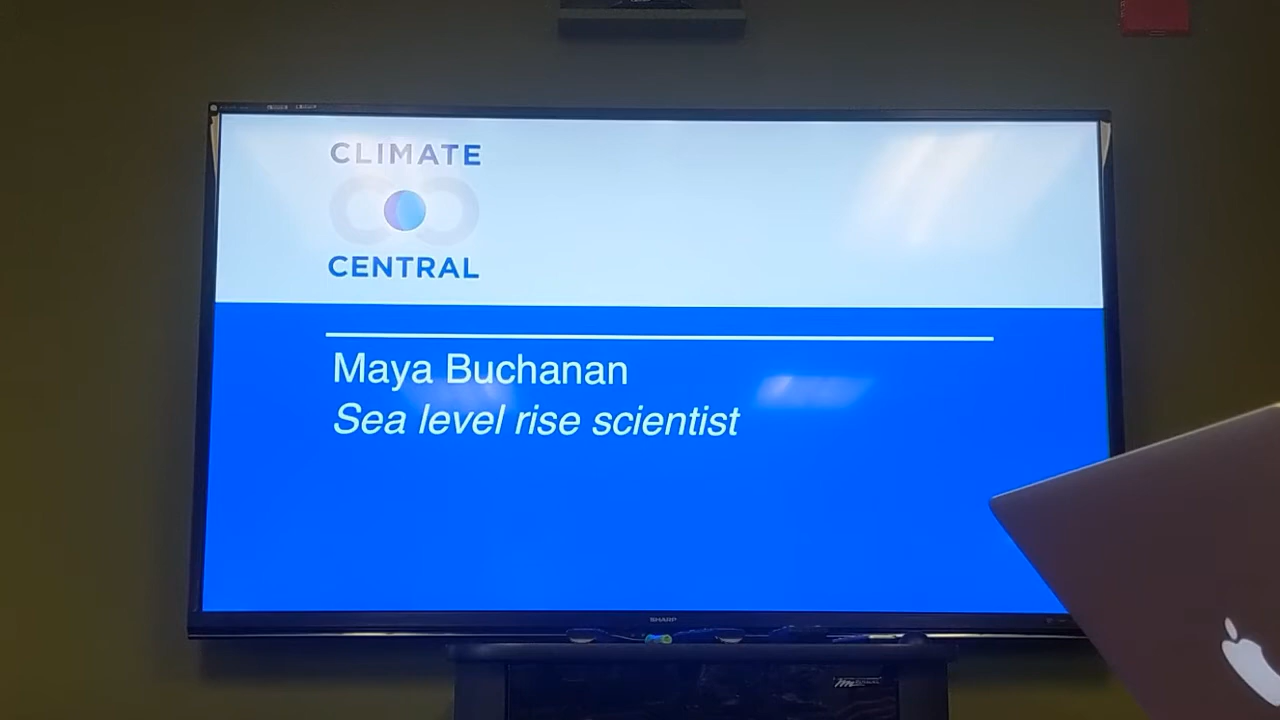 CLIMATE
CENTRAL
Maya Buchanan
Sea level rise scientist
SHARP